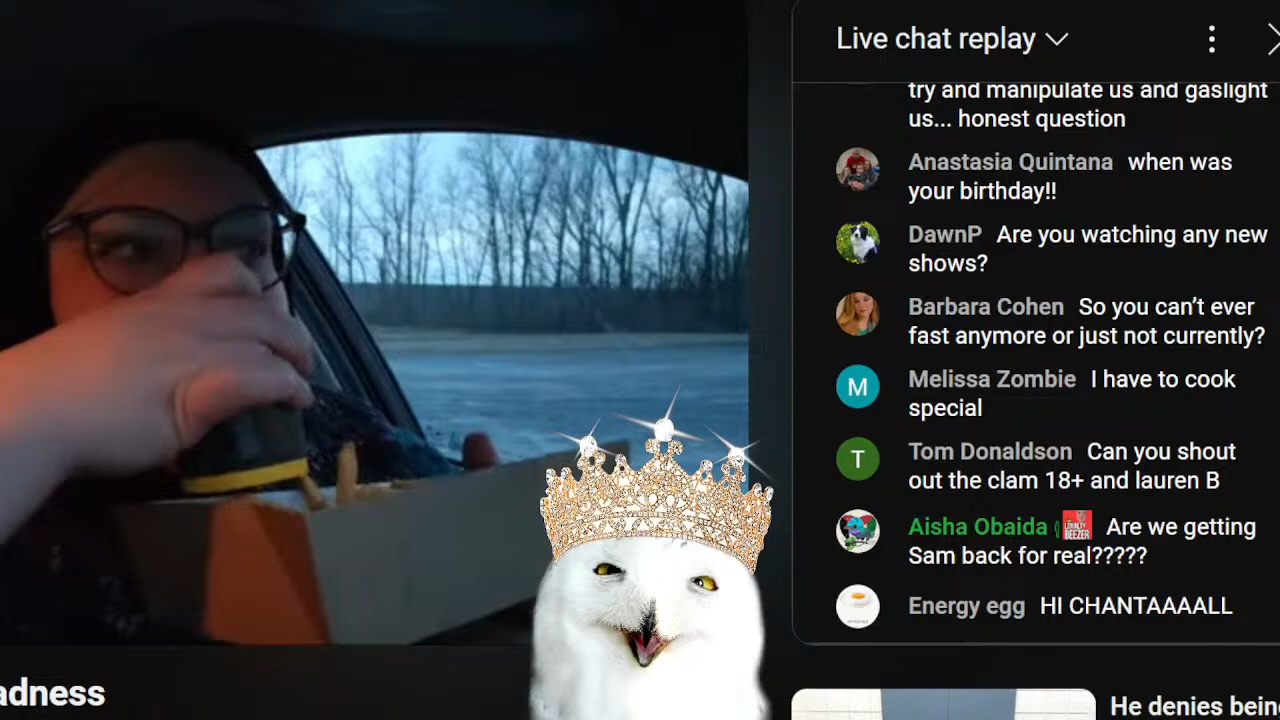 Live chat replay
try and manipulate us and gaslight
us... honest question
Anastasia Quintana when was
your birthday!!
DawnP Are you watching any new
shows?
Barbara Cohen So you can’t ever
fast anymore or just not currently?
Melissa Zombie I have to cook
special
M
Tom Donaldson Can you shout
out the clam 18+ and lauren B
T
Aisha Obaida Are we getting
Sam back for real?????
Energy egg HI CHANTAAAALL
adness
He denies bein